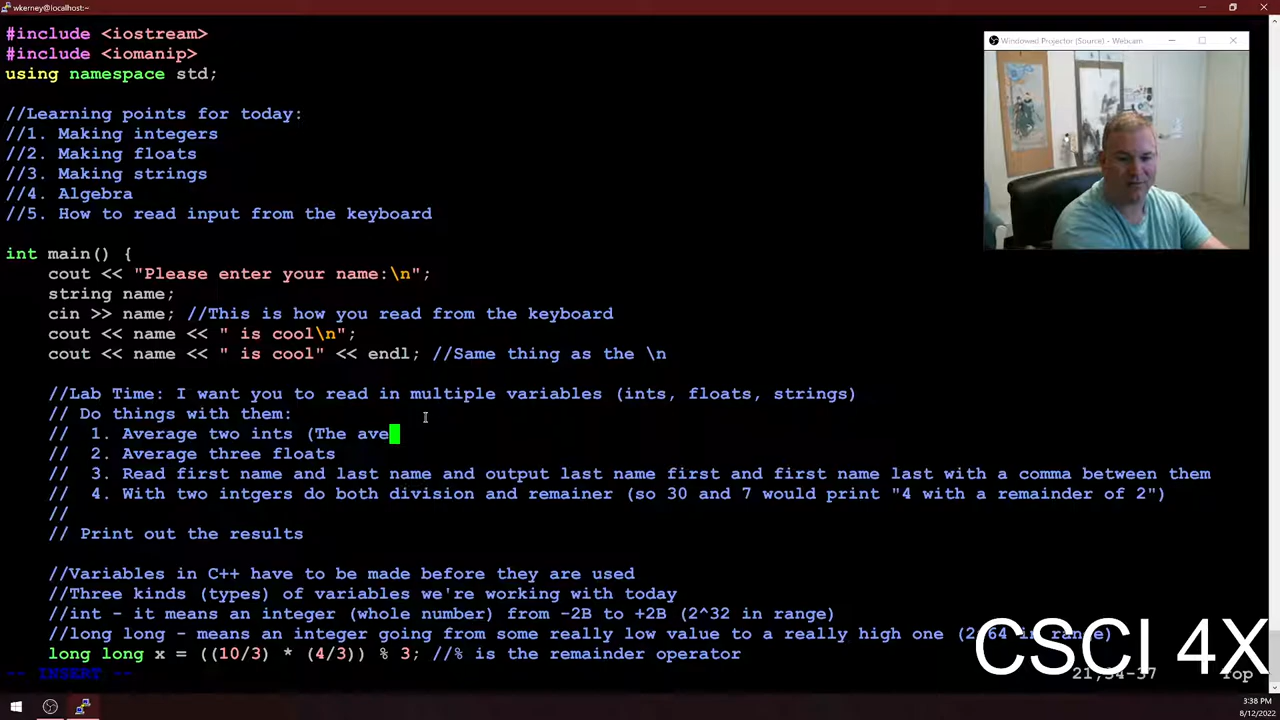 wkerney@localhost:~
#include <iostream>
#include <iomanip>
using namespace std;
//Learning points for today:
//1. Making integers
//2. Making floats
//3. Making strings
//4. Algebra
//5. How to read input from the keyboard
int main() {
cout << "Please enter your name:\n";
string name;
cin >> name; //This is how you read from the keyboard
cout << name << " is cool\n";
cout << name << " is cool" << endl; //Same thing as the \n
//Lab Time: I want you to read in multiple variables (ints, floats, strings)
// Do things with them:
// 1. Average two ints (The ave
// 2. Average three floats
// 3. Read first name and last name and output last name first and first name last with a comma between them
// 4. With two intgers do both division and remainer (so 30 and 7 would print "4 with a remainder of 2")
//
// Print out the results
//Variables in C++ have to be made before they are used
//Three kinds (types) of variables we're working with today
//int - it means an integer (whole number) from -2B to +2B (2^32 in range)
//long long - means an integer going from some really low value to a really high one (2^64 in range)
long long x = ((10/3) * (4/3)) % 3; //% is the remainder operator
-- INSERT --
21,34-37
Top
Windowed Projector (Source) - Webcam
CSCI 4X
3:38 PM
8/12/2022